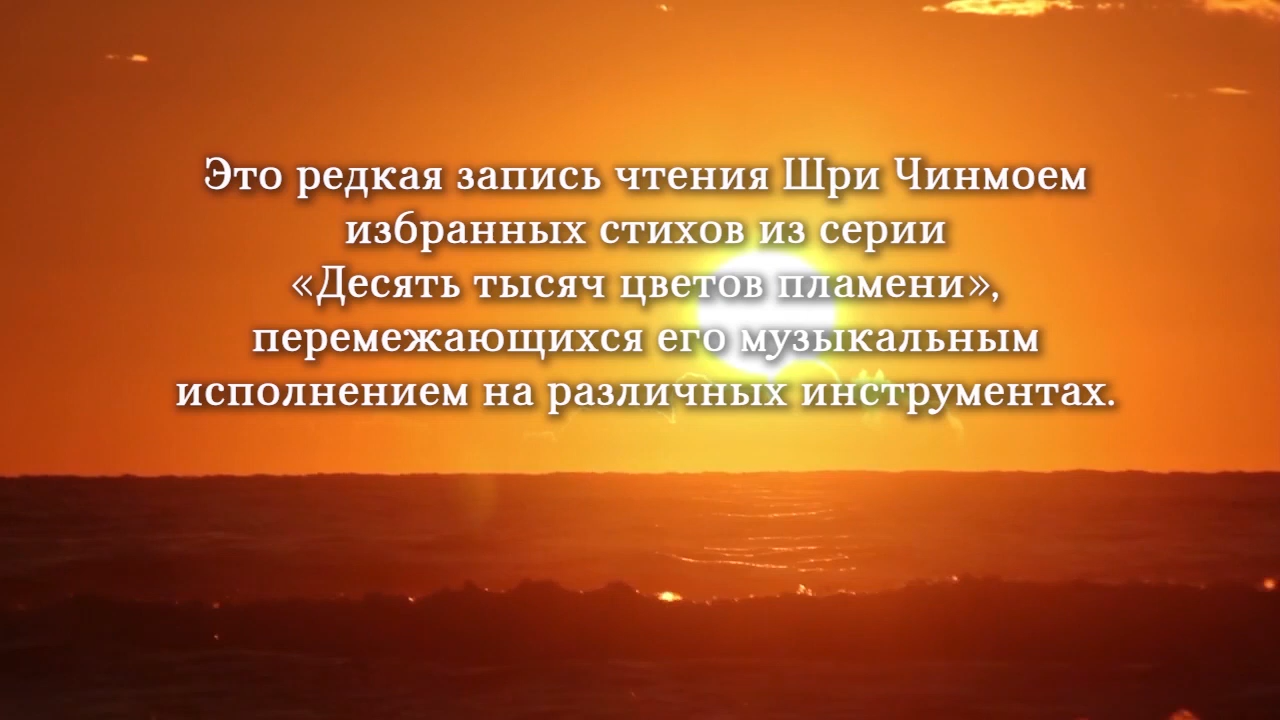 Это редкая запись чтения Шри Чинмоем
избранных стихов из серии
«Десять тысяч цветов пламени»,
перемежающихся его музыкальным
исполнением на различных инструментах.